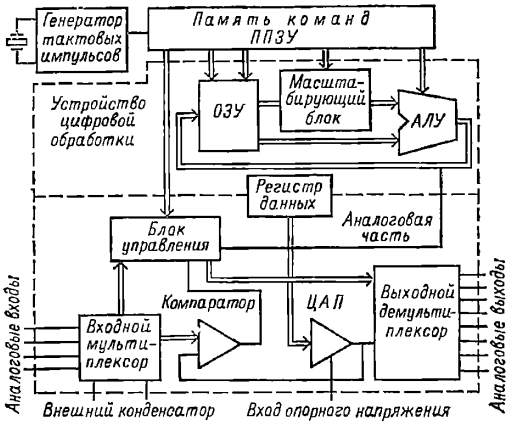 Генератор
тактовых
импульсов
Память команд
ППЗУ
Устройство
цифровой
обработки
ОЗУ
Масшта-
бирующий
блок
АЛУ
Регистр
данных
Блок
управления
Аналоговая
часть
Аналоговые входы
Входной
мульти-
плексор
Компаратор
ЦАП
Выходной
демульти-
плексор
Аналоговые выходы
Внешний конденсатор
Вход опорного напряжения